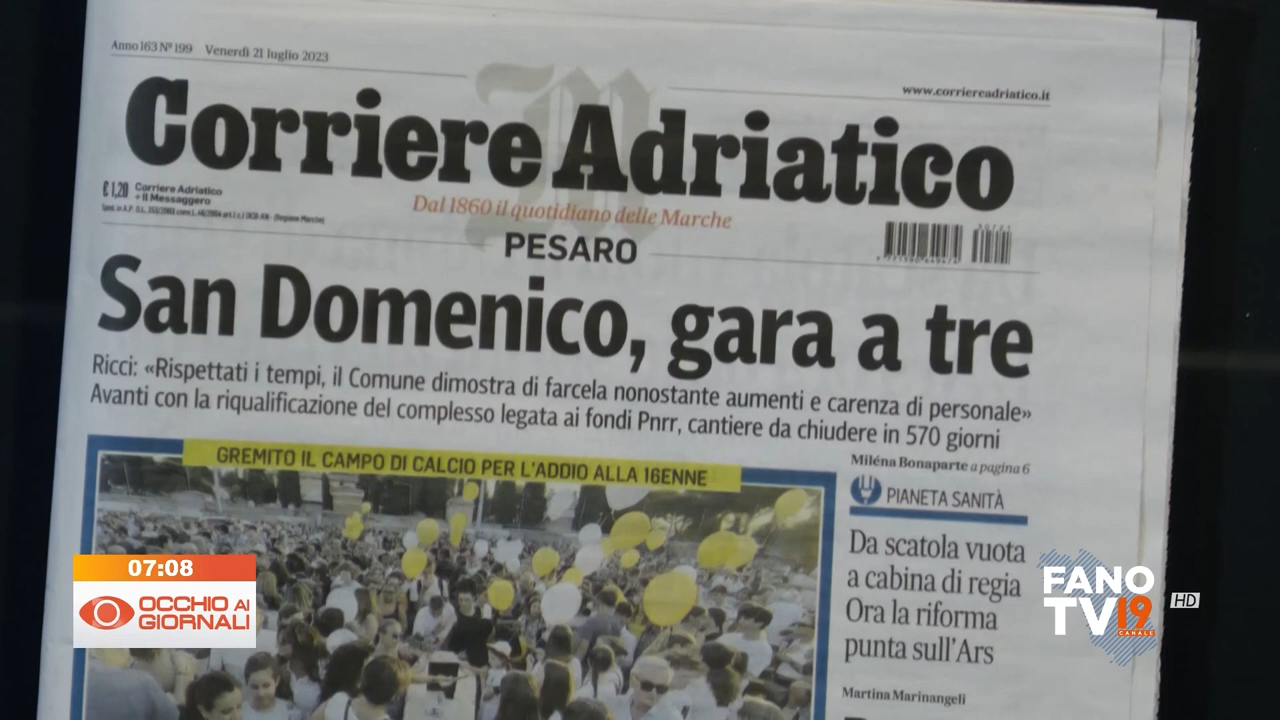 Anno 163 N° 199 Venerdì 21 luglio 2023
www.corriereadriatico.it
Corriere Adriatico
€ 1,20 Corriere Adriatico
+ Il Messaggero
Dal 1860 il quotidiano delle Marche
PESARO
San Domenico, gara a tre
Ricci: «Rispettati i tempi, il Comune dimostra di farcela nonostante aumenti e carenza di personale»
Avanti con la riqualificazione del complesso legata ai fondi Pnrr, cantiere da chiudere in 570 giorni
Miléna Bonaparte a pagina 6
GREMITO IL CAMPO DI CALCIO PER L'ADDIO ALLA 16ENNE
PIANETA SANITÀ
Da scatola vuota
a cabina di regia
Ora la riforma
punta sull'Ars
Martina Marinangeli
07:08
OCCHIO AI
GIORNALI
FANO
TV19
CANALE
HD